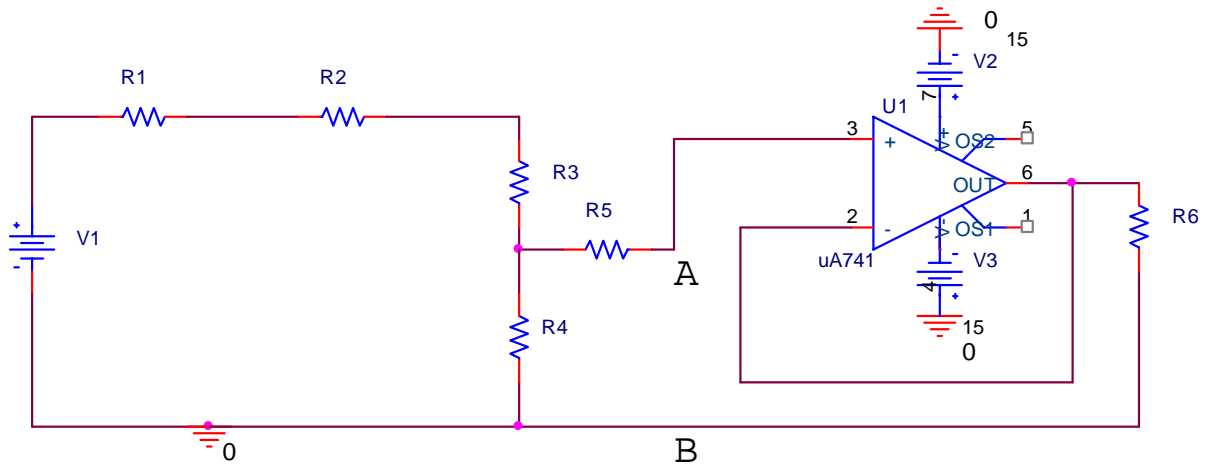 0
15
V2
-
+
7
R1
R2
U1
3
+
V+
OS2
5
R3
OUT
6
R5
R6
2
-
V-
OS1
1
+
V1
-
A
uA741
-
V3
4
+
R4
15
0
0
B